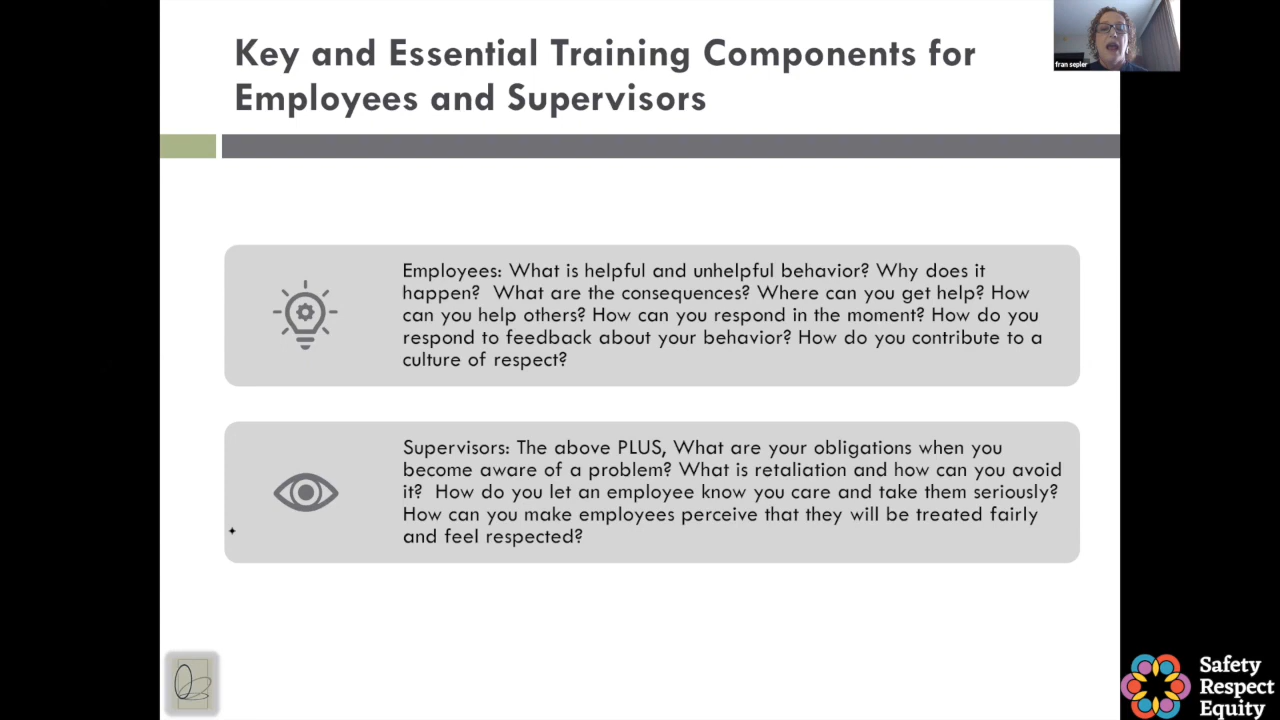 Key and Essential Training Components for
Employees and Supervisors
fran sepler
Employees: What is helpful and unhelpful behavior? Why does it
happen?  What are the consequences? Where can you get help? How
can you help others? How can you respond in the moment? How do you
respond to feedback about your behavior? How do you contribute to a
culture of respect?
Supervisors: The above PLUS, What are your obligations when you
become aware of a problem? What is retaliation and how can you avoid
it?  How do you let an employee know you care and take them seriously?
How can you make employees perceive that they will be treated fairly
and feel respected?
Safety
Respect
Equity